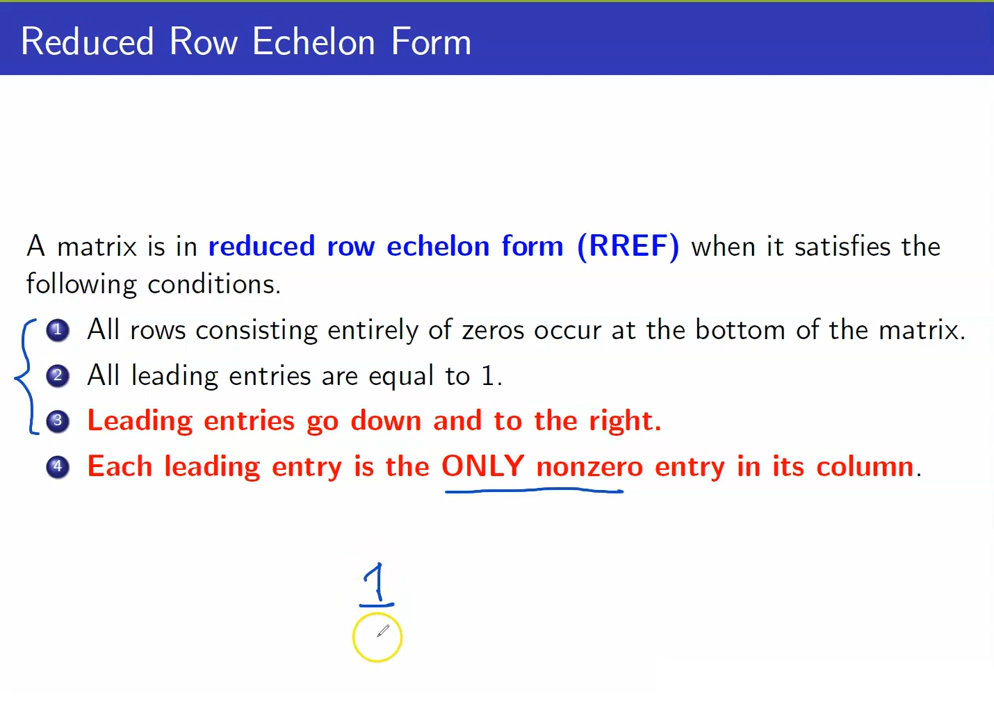 Reduced Row Echelon Form
A matrix is in reduced row echelon form (RREF) when it satisfies the
following conditions.
1 All rows consisting entirely of zeros occur at the bottom of the matrix.
2 All leading entries are equal to 1.
3 Leading entries go down and to the right.
4 Each leading entry is the ONLY nonzero entry in its column.
1